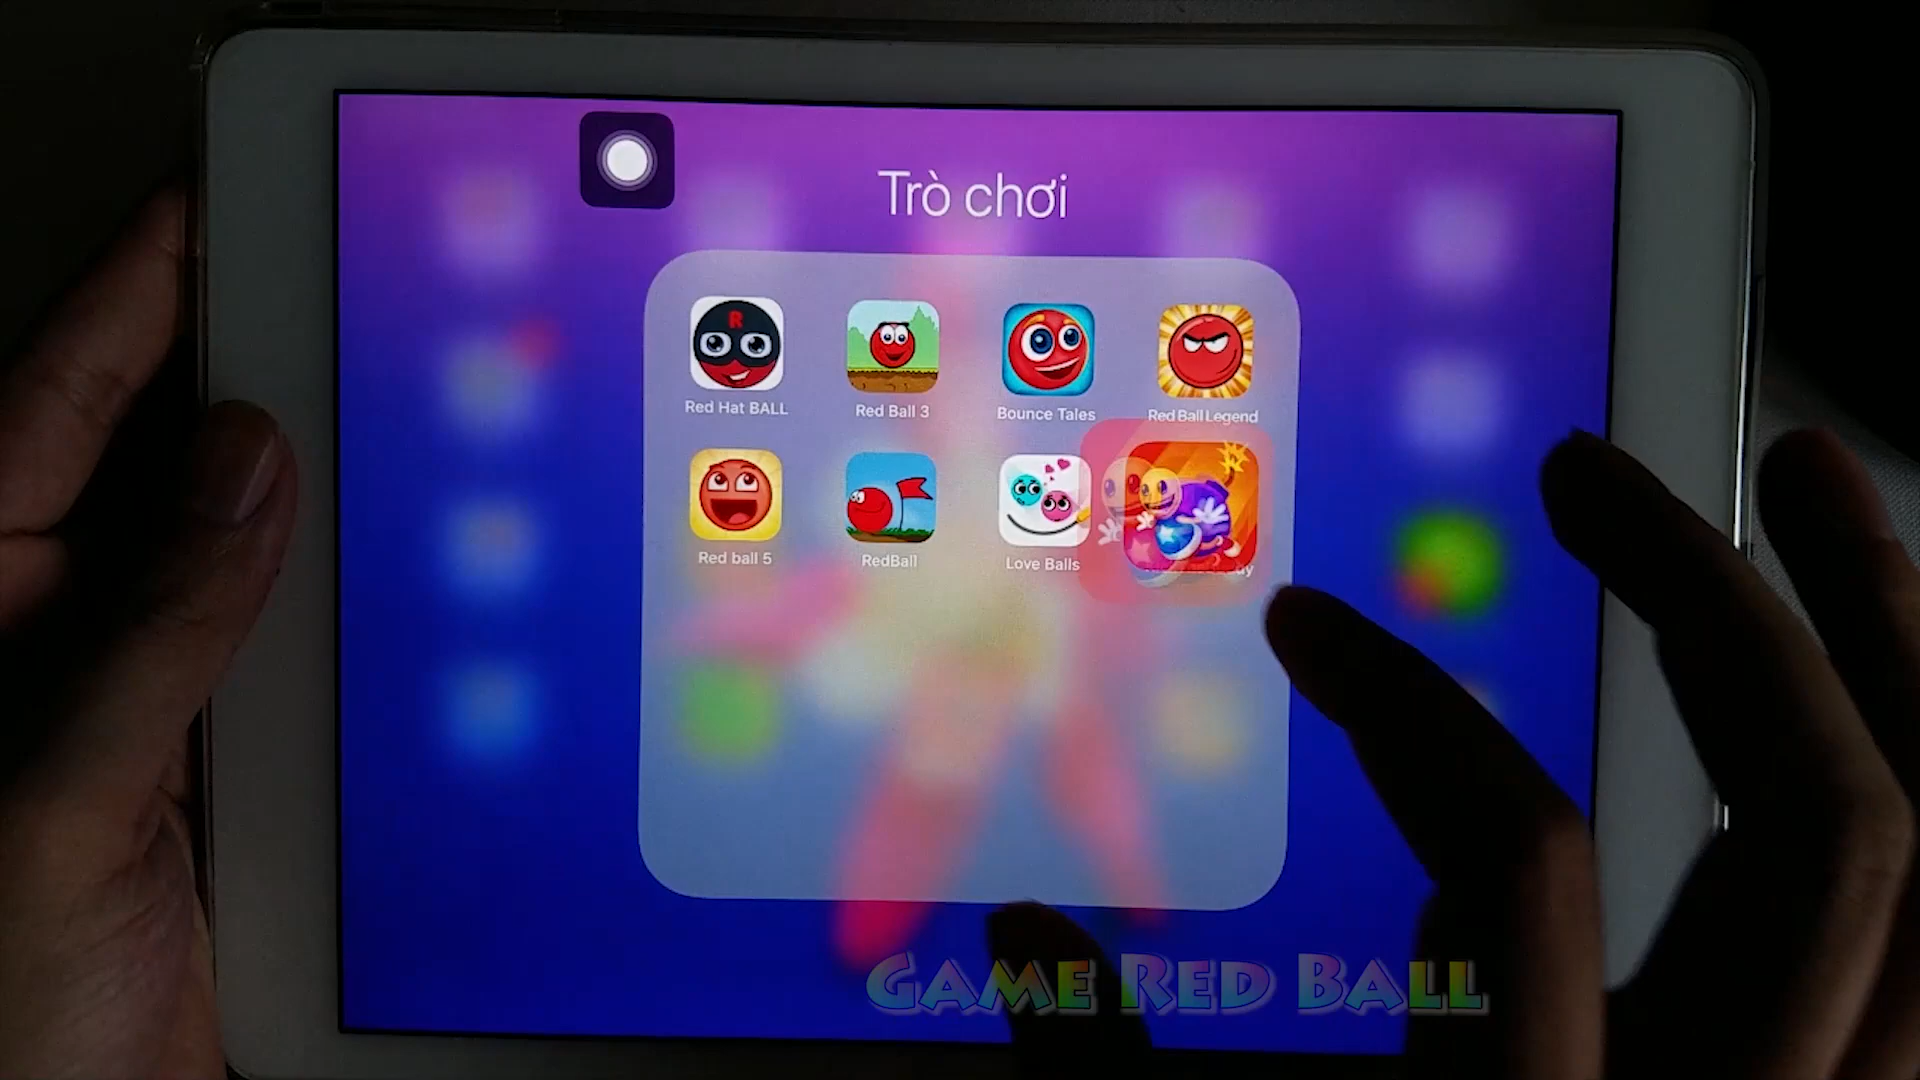 Trò chơi
R
Red Hat BALL
Red Ball 3
Bounce Tales
Red Ball Legend
Red ball 5
RedBall
Love Balls
GAME RED BALL